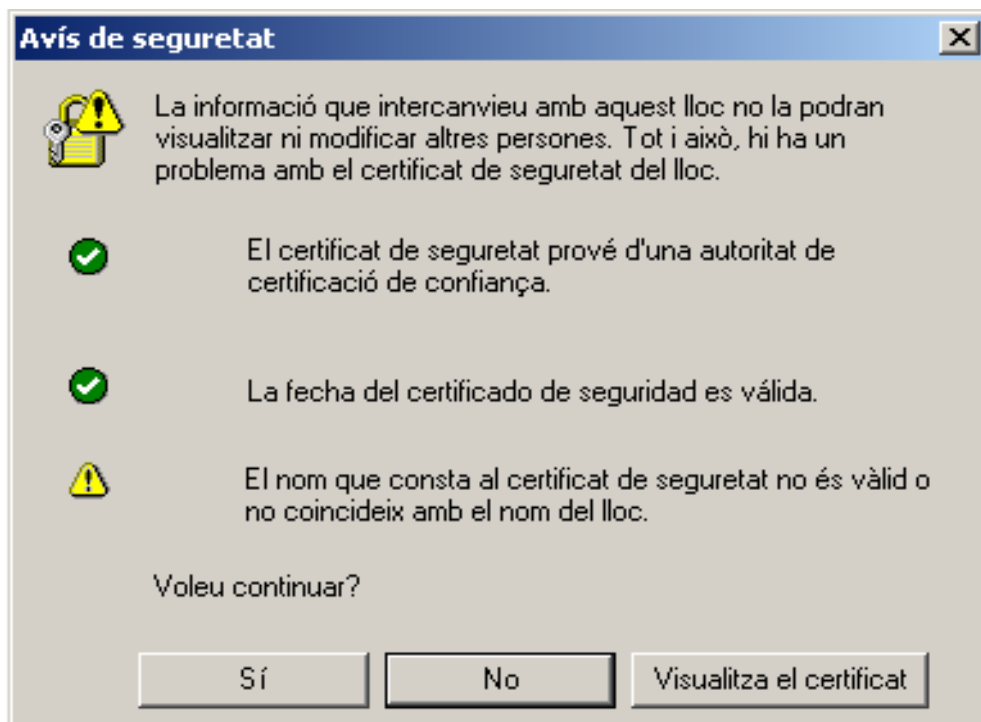 Avís de seguretat
La informació que intercanvieu amb aquest lloc no la podran
visualitzar ni modificar altres persones. Tot i això, hi ha un
problema amb el certificat de seguretat del lloc.
El certificat de seguretat prové d'una autoritat de
certificació de confiança.
La fecha del certificado de seguridad es válida.
El nom que consta al certificat de seguretat no és vàlid o
no coincideix amb el nom del lloc.
Voleu continuar?
Sí
No
Visualitza el certificat